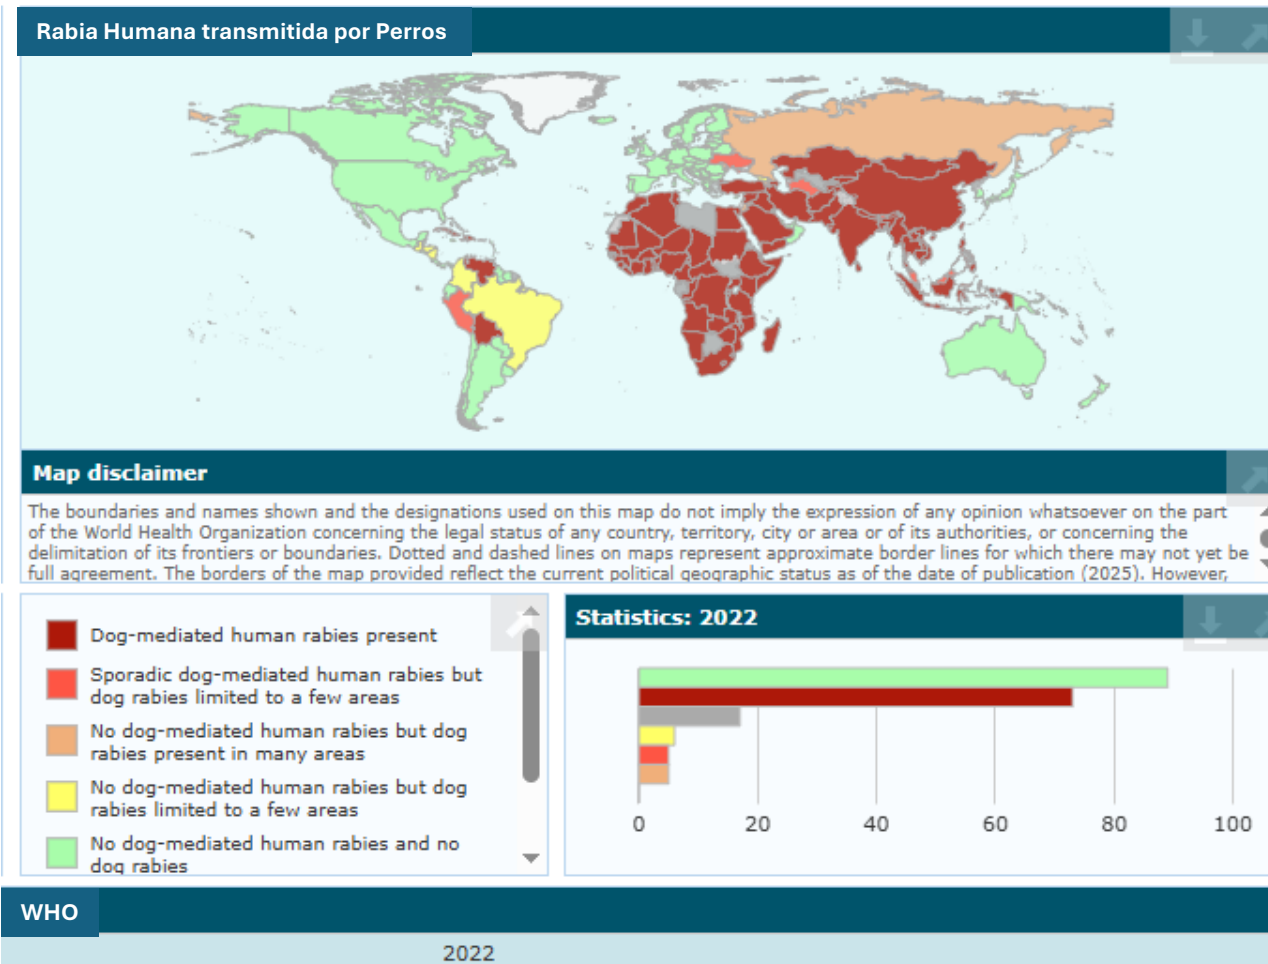 Rabia Humana transmitida por Perros
Map disclaimer
The boundaries and names shown and the designations used on this map do not imply the expression of any opinion whatsoever on the part
of the World Health Organization concerning the legal status of any country, territory, city or area or of its authorities, or concerning the
delimitation of its frontiers or boundaries. Dotted and dashed lines on maps represent approximate border lines for which there may not yet be
full agreement. The borders of the map provided reflect the current political geographic status as of the date of publication (2025). However,
Dog-mediated human rabies present
Sporadic dog-mediated human rabies but
dog rabies limited to a few areas
No dog-mediated human rabies but dog
rabies present in many areas
No dog-mediated human rabies but dog
rabies limited to a few areas
No dog-mediated human rabies and no
dog rabies
Statistics: 2022
0 20 40 60 80 100
WHO
2022